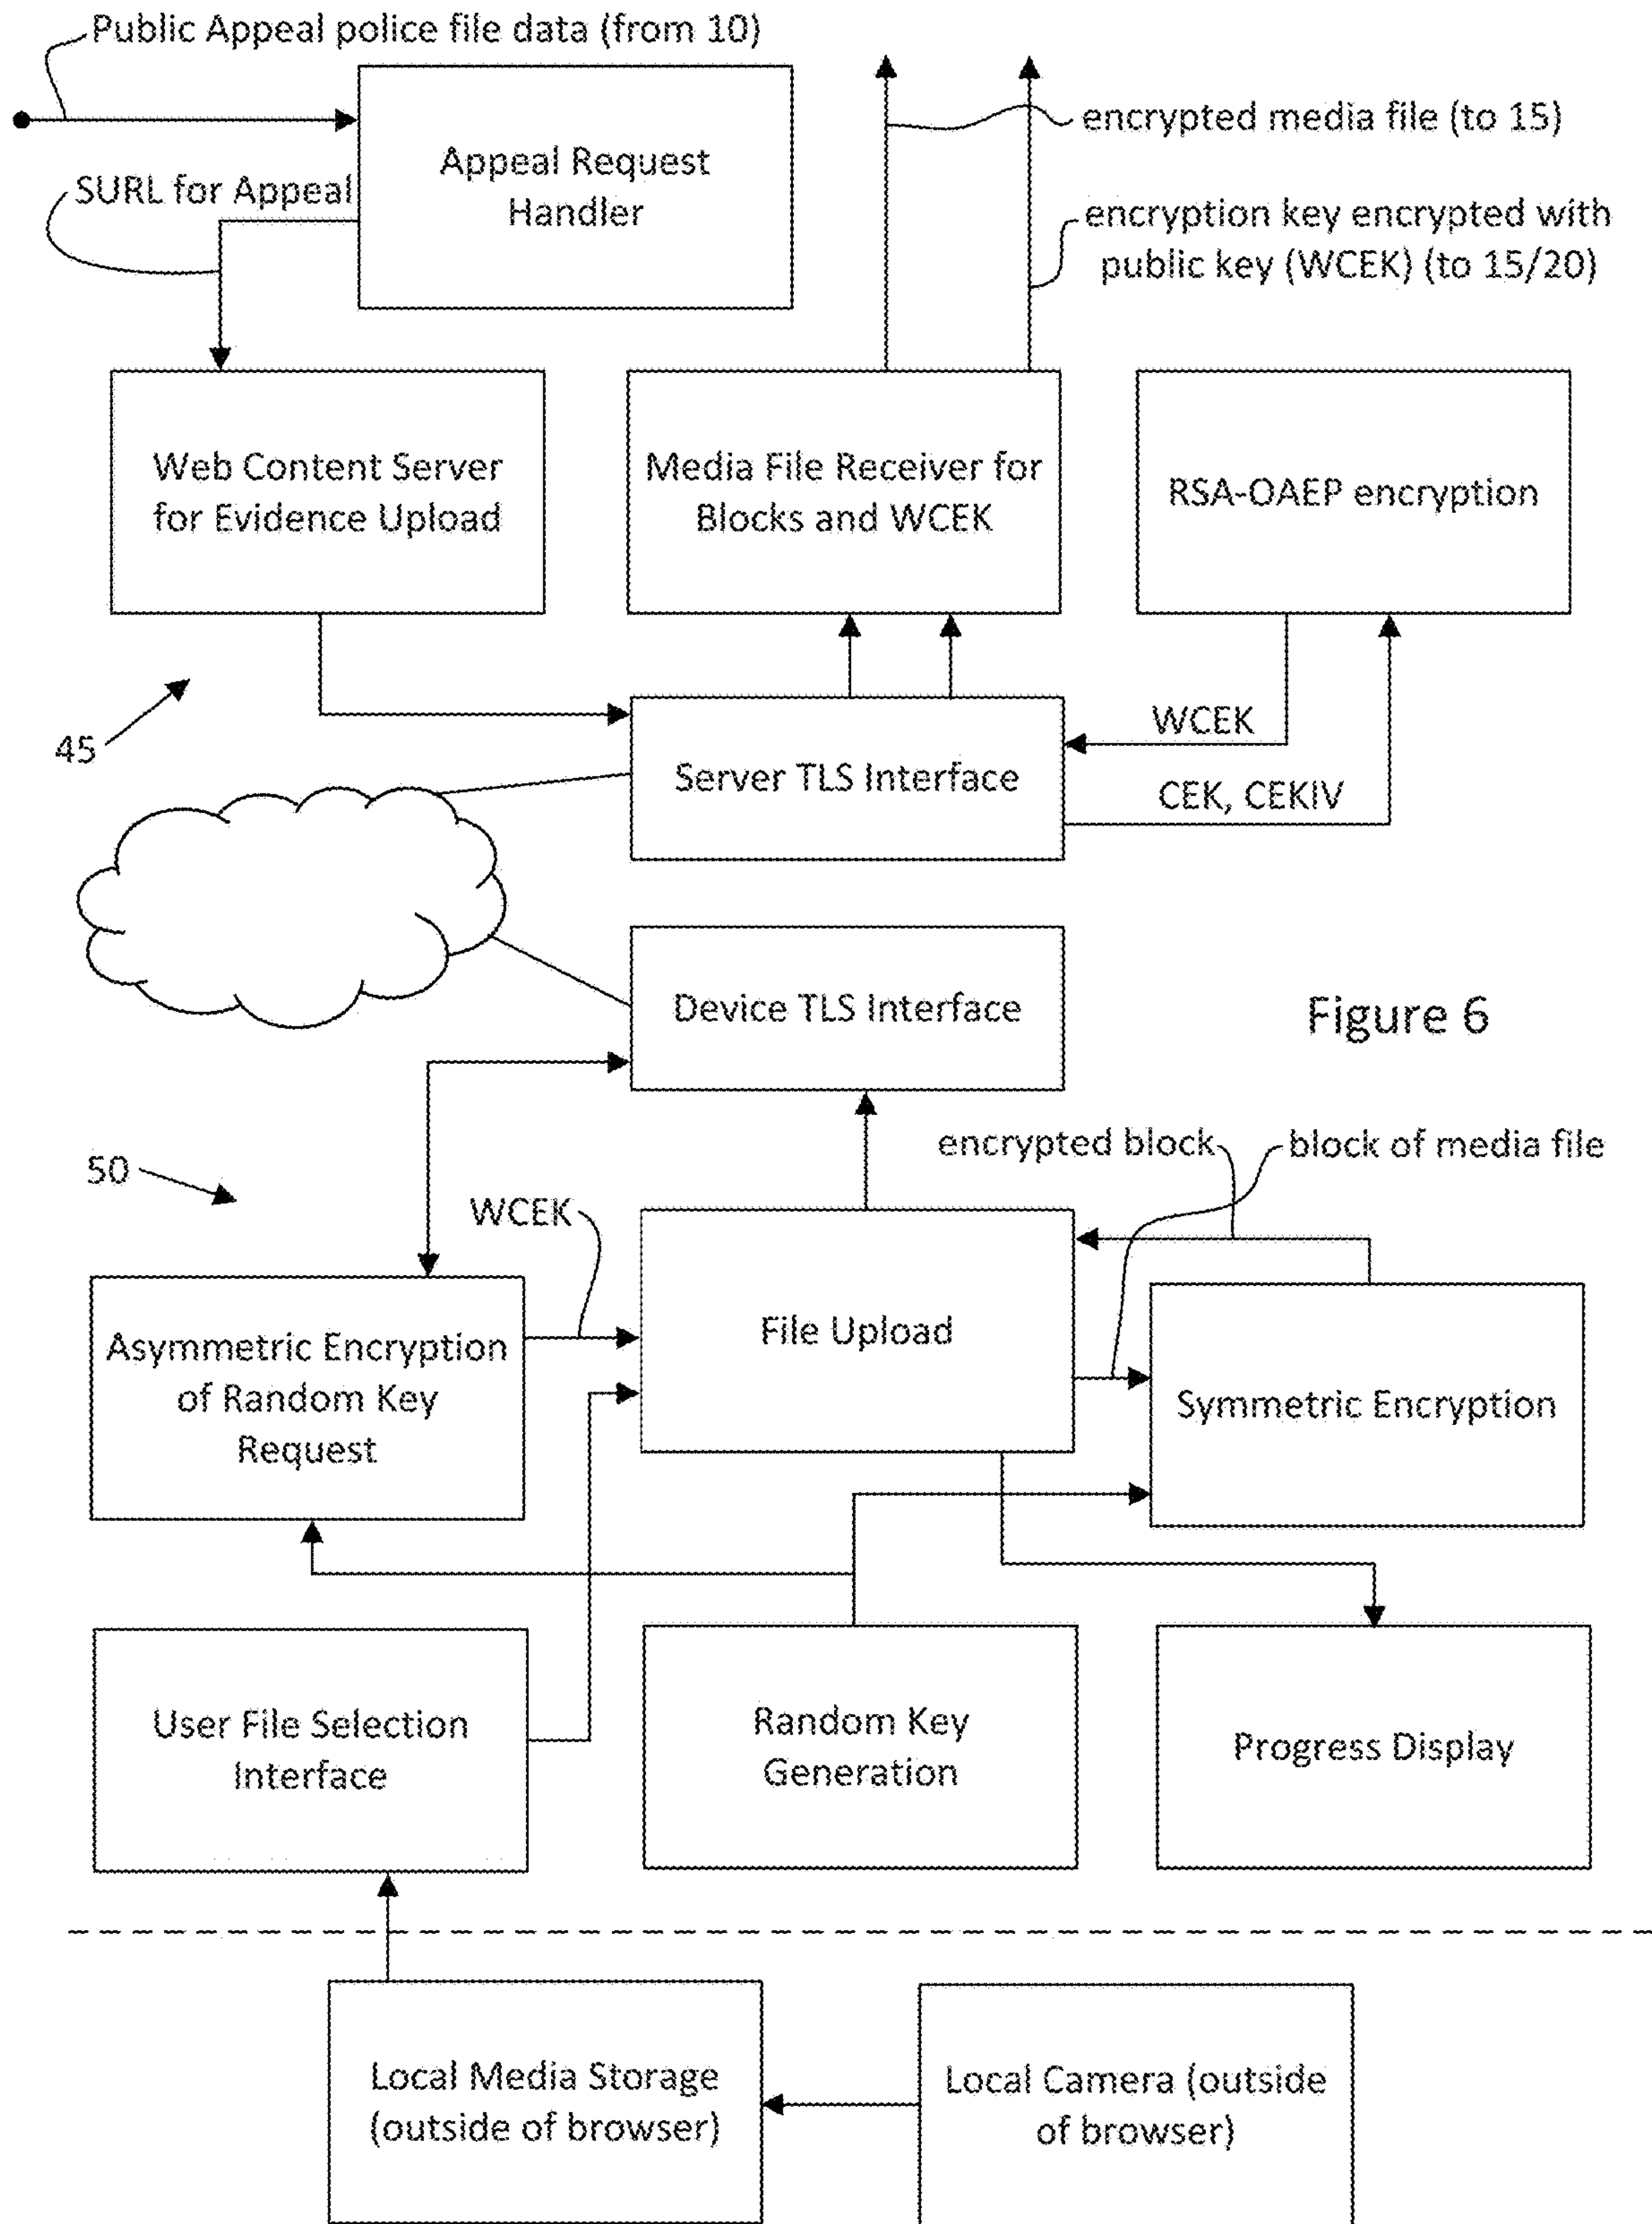 Public Appeal police file data (from 10)
Appeal Request
Handler
SURL for Appeal
encrypted media file (to 15)
encryption key encrypted with
public key (WCEK) (to 15/20)
Web Content Server
for Evidence Upload
Media File Receiver for
Blocks and WCEK
RSA-OAEP encryption
45
WCEK
Server TLS Interface
CEK, CEKIV
Device TLS Interface
Figure 6
50
encrypted block
block of media file
WCEK
Asymmetric Encryption
of Random Key
Request
File Upload
Symmetric Encryption
User File Selection
Interface
Random Key
Generation
Progress Display
Local Media Storage
(outside of browser)
Local Camera (outside
of browser)